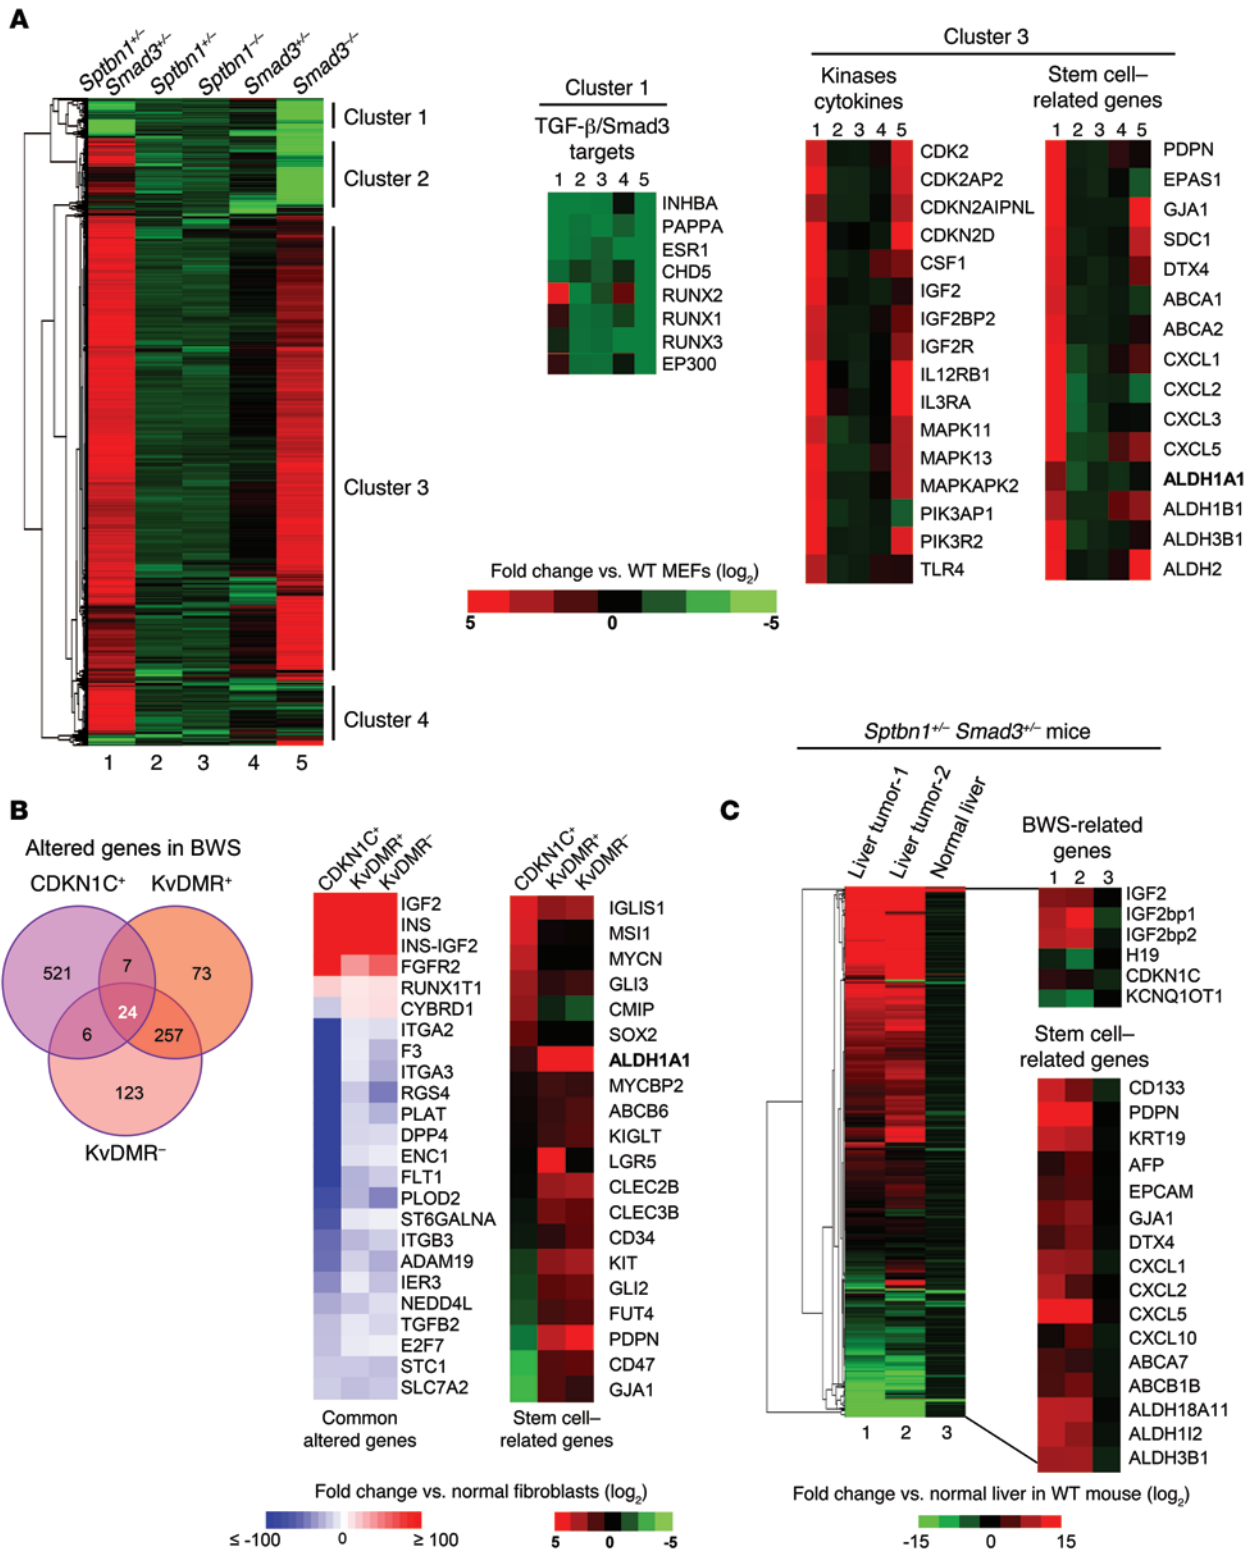 A
Sptbn1+/–
Smad3+/–
Sptbn1+/–
Sptbn1–/–
Smad3+/–
Smad3–/–
Cluster 1
Cluster 2
Cluster 3
Cluster 4
1 2 3 4 5
Cluster 1
TGF-β/Smad3
targets
1 2 3 4 5
INHBA
PAPPA
ESR1
CHD5
RUNX2
RUNX1
RUNX3
EP300
Fold change vs. WT MEFs (log2)
5 0 -5
Cluster 3
Kinases
cytokines
1 2 3 4 5
CDK2
CDK2AP2
CDKN2AIPNL
CDKN2D
CSF1
IGF2
IGF2BP2
IGF2R
IL12RB1
IL3RA
MAPK11
MAPK13
MAPKAPK2
PIK3AP1
PIK3R2
TLR4
Stem cell–
related genes
1 2 3 4 5
PDPN
EPAS1
GJA1
SDC1
DTX4
ABCA1
ABCA2
CXCL1
CXCL2
CXCL3
CXCL5
ALDH1A1
ALDH1B1
ALDH3B1
ALDH2
B
Altered genes in BWS
CDKN1C+ KvDMR+
521 7 73
24
6 257
123
KvDMR–
CDKN1C+
KvDMR+
KvDMR–
IGF2
INS
INS-IGF2
FGFR2
RUNX1T1
CYBRD1
ITGA2
F3
ITGA3
RGS4
PLAT
DPP4
ENC1
FLT1
PLOD2
ST6GALNA
ITGB3
ADAM19
IER3
NEDD4L
TGFB2
E2F7
STC1
SLC7A2
Common
altered genes
CDKN1C+
KvDMR+
KvDMR–
IGLIS1
MSI1
MYCN
GLI3
CMIP
SOX2
ALDH1A1
MYCBP2
ABCB6
KIGLT
LGR5
CLEC2B
CLEC3B
CD34
KIT
GLI2
FUT4
PDPN
CD47
GJA1
Stem cell–
related genes
Fold change vs. normal fibroblasts (log2)
≤ -100 0 ≥ 100
5 0 -5
C
Sptbn1+/– Smad3+/– mice
Liver tumor-1
Liver tumor-2
Normal liver
1 2 3
BWS-related
genes
1 2 3
IGF2
IGF2bp1
IGF2bp2
H19
CDKN1C
KCNQ1OT1
Stem cell–
related genes
CD133
PDPN
KRT19
AFP
EPCAM
GJA1
DTX4
CXCL1
CXCL2
CXCL5
CXCL10
ABCA7
ABCB1B
ALDH18A11
ALDH1I2
ALDH3B1
Fold change vs. normal liver in WT mouse (log2)
-15 0 15